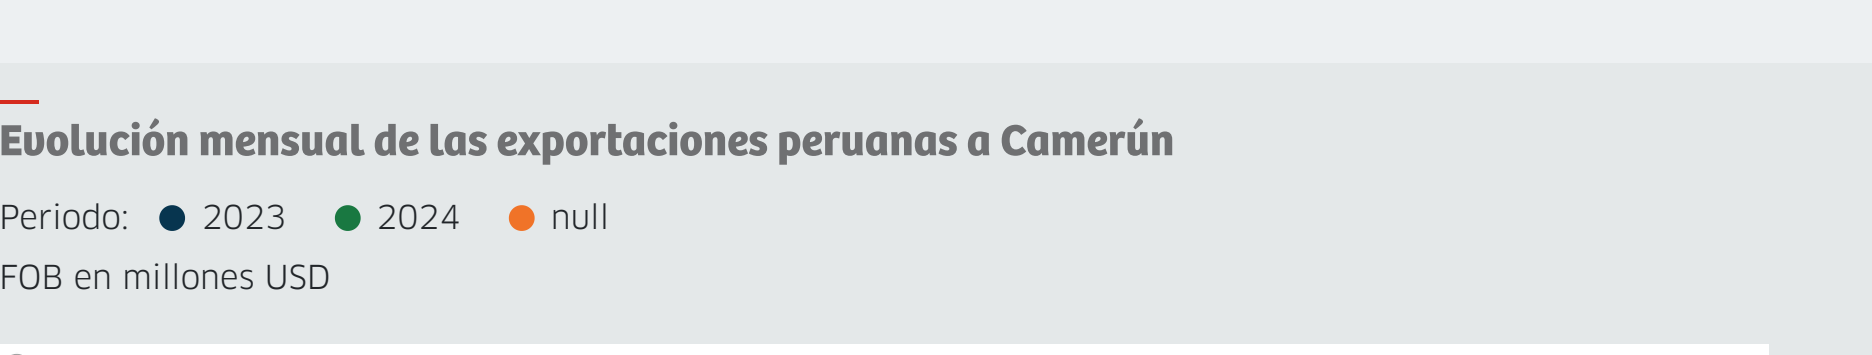 Evolución mensual de las exportaciones peruanas a Camerún
Periodo: 2023 2024 null
FOB en millones USD